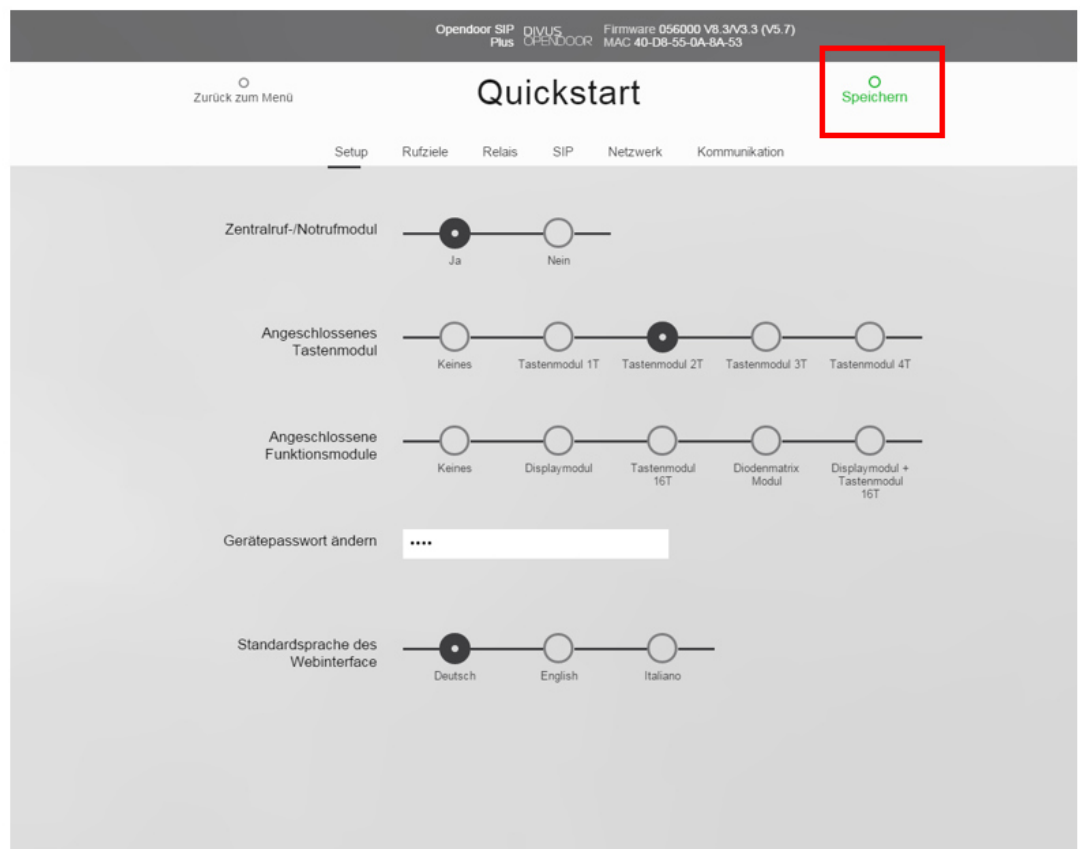 Opendoor SIP Plus
DIVUS OPENDOOR
Firmware 056000 V8.3/V3.3 (V5.7)
MAC 40-D8-55-0A-8A-53
Zurück zum Menü
Quickstart
Speichern
Setup Rufziele Relais SIP Netzwerk Kommunikation
Zentralruf-/Notrufmodul
Ja Nein
Angeschlossenes
Tastenmodul
Keines Tastenmodul 1T Tastenmodul 2T Tastenmodul 3T Tastenmodul 4T
Angeschlossene
Funktionsmodule
Keines
Displaymodul
Tastenmodul
16T
Diodenmatrix
Modul
Displaymodul +
Tastenmodul
16T
Gerätepasswort ändern
••••
Standardsprache des
Webinterface
Deutsch English Italiano